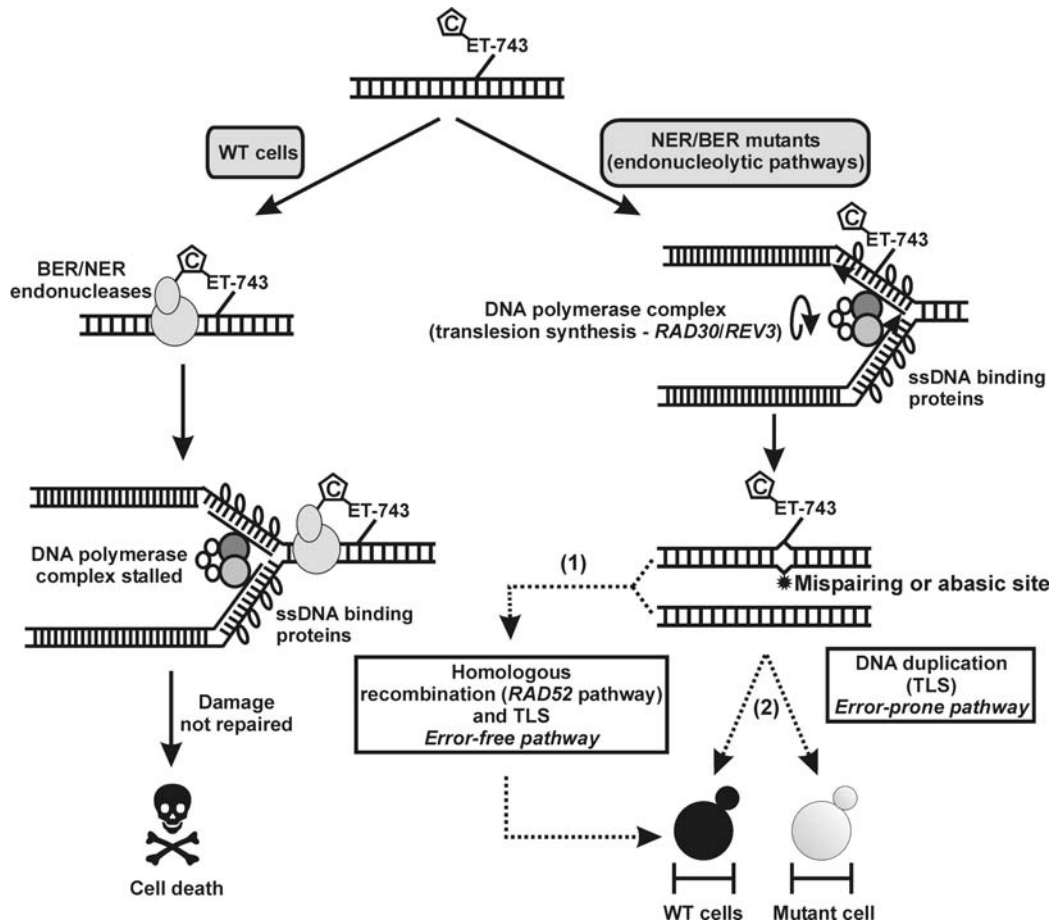 C
ET-743
WT cells
NER/BER mutants
(endonucleolytic pathways)
BER/NER
endonucleases
C
ET-743
C
ET-743
DNA polymerase complex
(translesion synthesis - RAD30/REV3)
ssDNA binding
proteins
C
ET-743
DNA polymerase
complex stalled
ssDNA binding
proteins
C
ET-743
(1)
Mispairing or abasic site
Damage
not repaired
Homologous
recombination (RAD52 pathway)
and TLS
Error-free pathway
(2)
DNA duplication
(TLS)
Error-prone pathway
Cell death
WT cells
Mutant cell